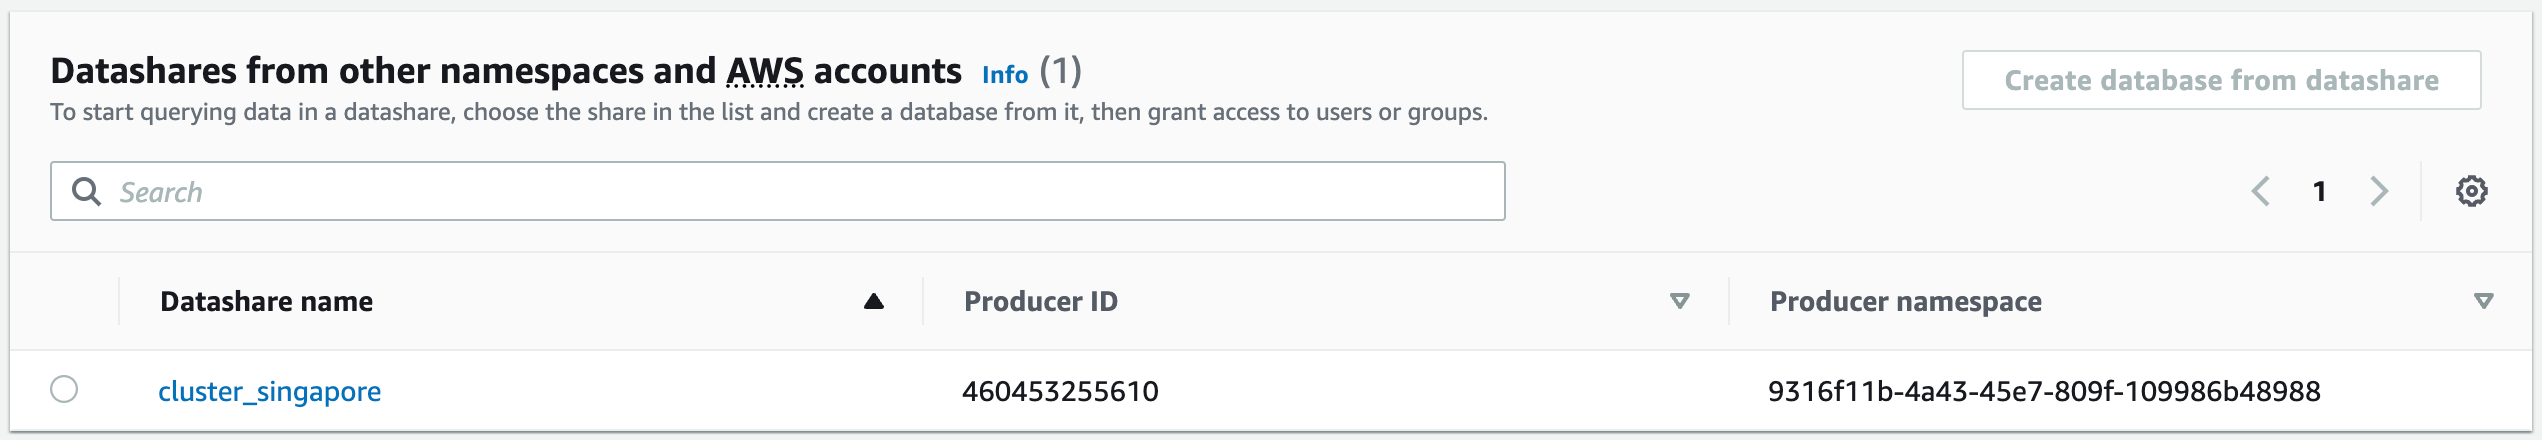 Datashares from other namespaces and AWS accounts Info (1)
Create database from datashare
To start querying data in a datashare, choose the share in the list and create a database from it, then grant access to users or groups.
Search
1
Datashare name
Producer ID
Producer namespace
cluster_singapore
460453255610
9316f11b-4a43-45e7-809f-109986b48988